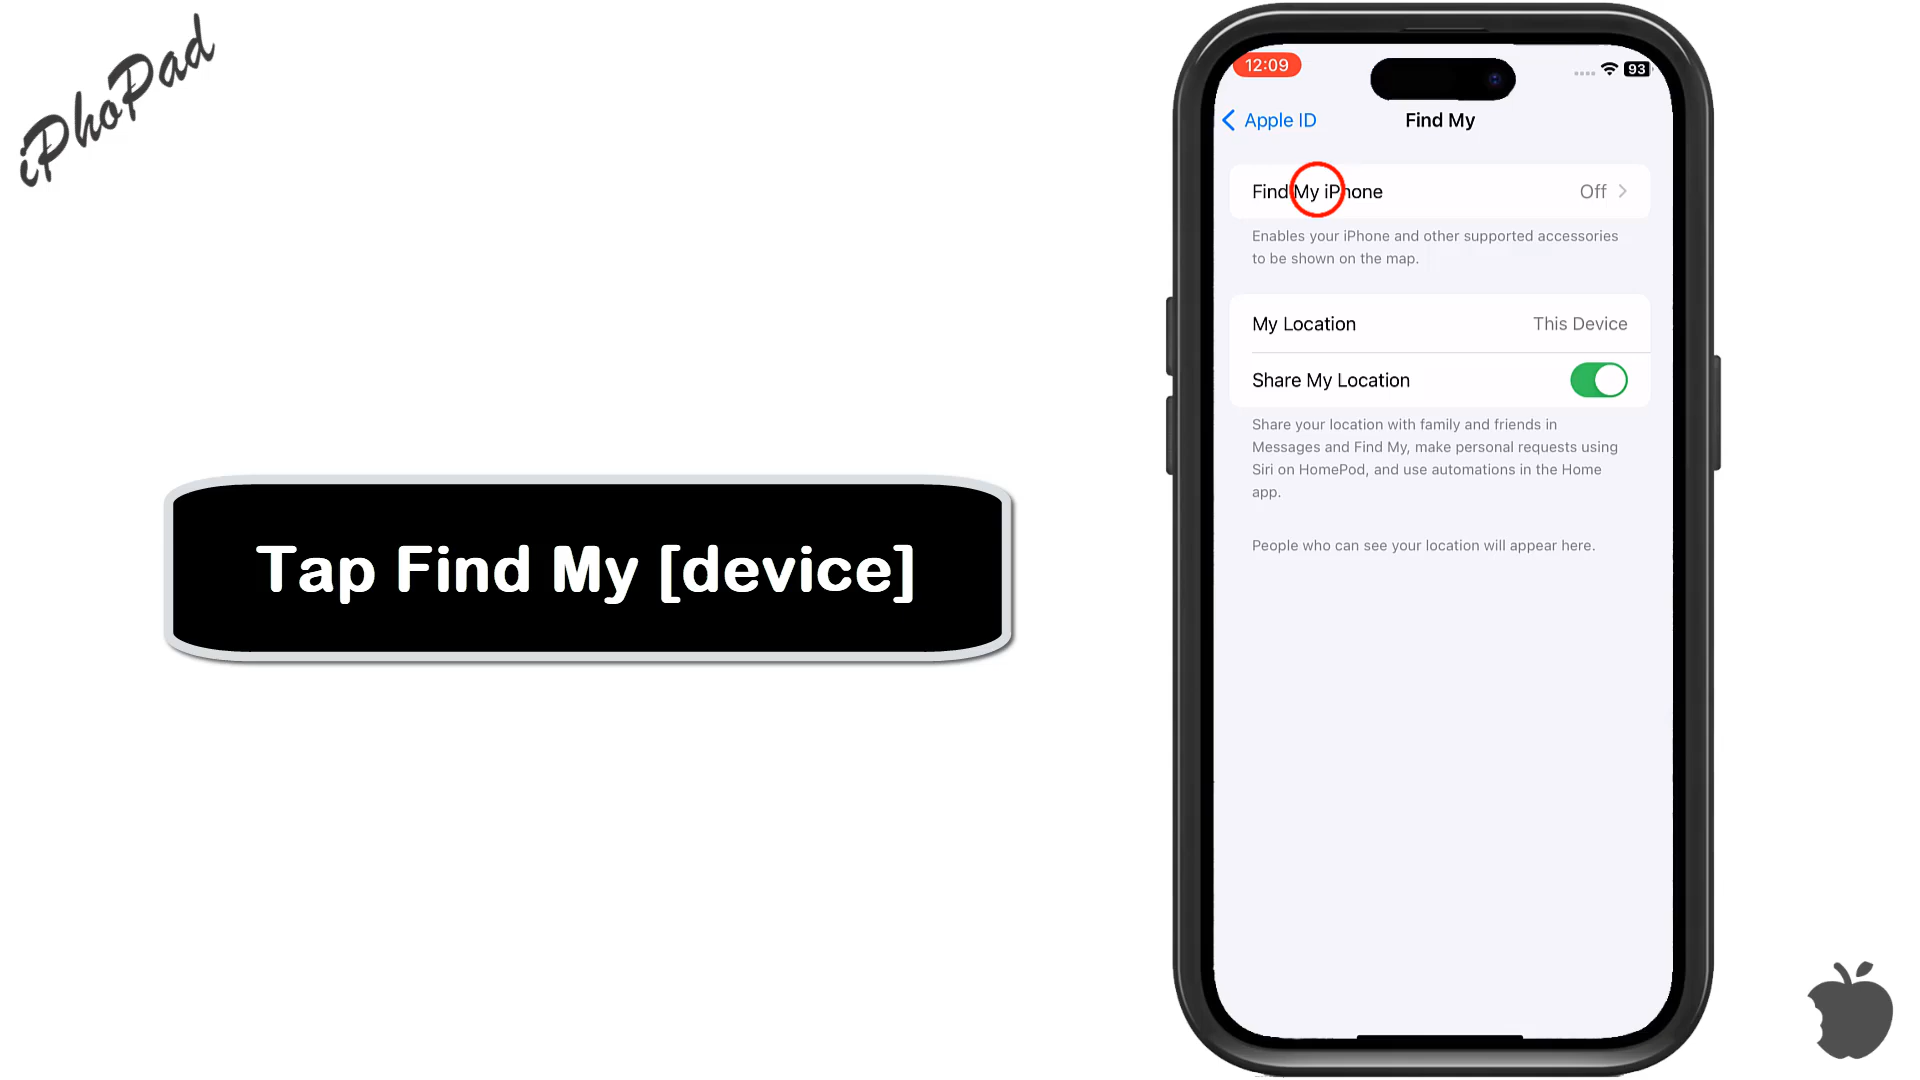 iPhoPad
Tap Find My [device]
12:09
93
Apple ID
Find My
Find My iPhone
Off
Enables your iPhone and other supported accessories
to be shown on the map.
My Location
This Device
Share My Location
Share your location with family and friends in
Messages and Find My, make personal requests using
Siri on HomePod, and use automations in the Home
app.
People who can see your location will appear here.